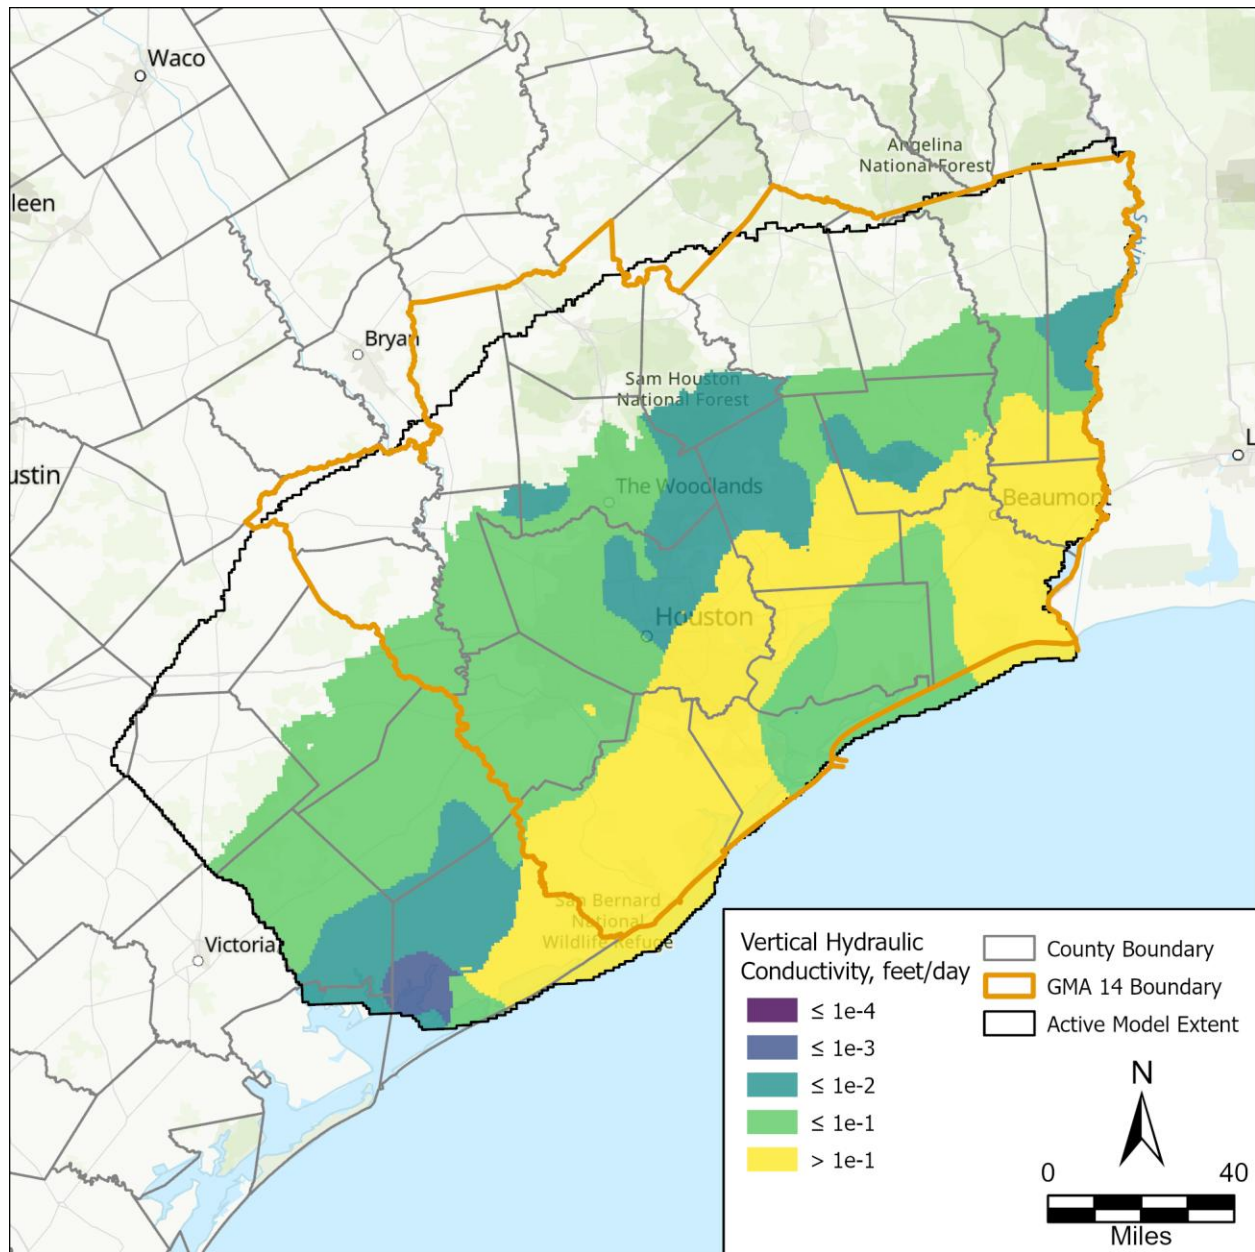 Waco
Angelina
National Forest
leen
Bryan
Sam Houston
National Forest
ustin
L
The Woodlands
Beaumon
Houston
San Bernard
National
Wildlife Refuge
Victoria
Vertical Hydraulic
Conductivity, feet/day
≤ 1e-4
≤ 1e-3
≤ 1e-2
≤ 1e-1
> 1e-1
County Boundary
GMA 14 Boundary
Active Model Extent
N
0 40
Miles